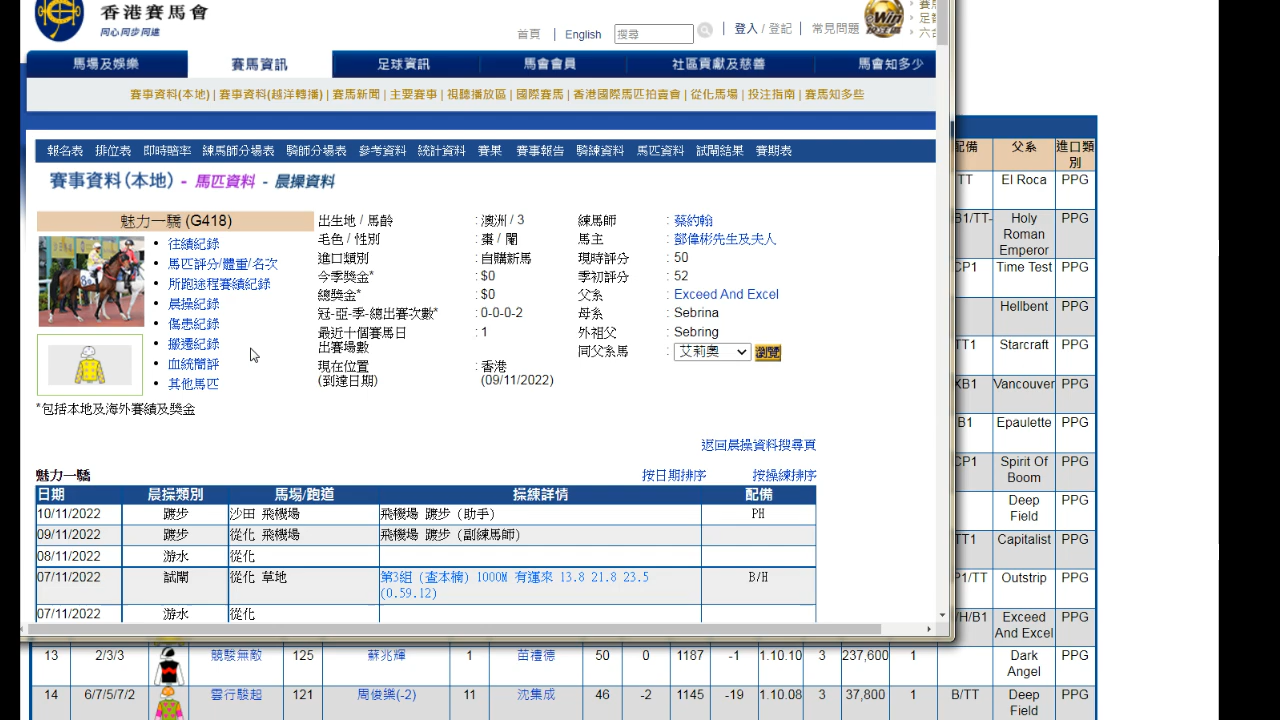 香港賽馬會
同心同步同進
首頁 | English 搜尋 登入 / 登記 | 常見問題
馬場及娛樂 賽馬資訊 足球資訊 馬會會員 社區貢獻及慈善 馬會知多少
賽事資料(本地) | 賽事資料(越洋轉播) | 賽馬新聞 | 主要賽事 | 視聽播放區 | 國際賽馬 | 香港國際馬匹拍賣會 | 從化馬場 | 投注指南 | 賽馬知多些
報名表 排位表 即時賠率 練馬師分場表 騎師分場表 參考資料 統計資料 賽果 賽事報告 騎練資料 馬匹資料 試閘結果 賽期表
賽事資料(本地) - 馬匹資料 - 晨操資料
魅力一驕 (G418)
往績紀錄
馬匹評分/體重/名次
所跑途程賽績紀錄
晨操紀錄
傷患紀錄
搬遷紀錄
血統簡評
其他馬匹
出生地 / 馬齡 : 澳洲 / 3
毛色 / 性別 : 棗 / 閹
進口類別 : 自購新馬
今季獎金* : $0
總獎金* : $0
冠-亞-季-總出賽次數* : 0-0-0-2
最近十個賽馬日 : 1
出賽場數
現在位置 : 香港
(到達日期) (09/11/2022)
練馬師 : 蔡約翰
馬主 : 鄧偉彬先生及夫人
現時評分 : 50
季初評分 : 52
父系 : Exceed And Excel
母系 : Sebrina
外祖父 : Sebring
同父系馬 : 艾莉奧 瀏覽
*包括本地及海外賽績及獎金
返回晨操資料搜尋頁
魅力一驕 按日期排序 按操練排序
日期 晨操類別 馬場/跑道 操練詳情 配備
10/11/2022 踱步 沙田 飛機場 飛機場 踱步 (助手) PH
09/11/2022 踱步 從化 飛機場 飛機場 踱步 (副練馬師)
08/11/2022 游水 從化
07/11/2022 試閘 從化 草地 第3組 (查本楠) 1000M 有運來 13.8 21.8 23.5 B/H
(0.59.12)
07/11/2022 游水 從化
配備 父系 進口類
別
TT El Roca PPG
B1/TT- Holy PPG
Roman
Emperor
CP1 Time Test PPG
Hellbent PPG
TT1 Starcraft PPG
XB1 Vancouver PPG
B1 Epaulette PPG
CP1 Spirit Of PPG
Boom
Deep PPG
Field
TT1 Capitalist PPG
P1/TT Outstrip PPG
/H/B1 Exceed PPG
And Excel
13 2/3/3 競駿無敵 125 蘇兆輝 1 苗禮德 50 0 1187 -1 1.10.10 3 237,600 1 Dark PPG
Angel
14 6/7/5/7/2 雲行駿起 121 周俊樂(-2) 11 沈集成 46 -2 1145 -19 1.10.08 3 37,800 1 B/TT Deep PPG
Field